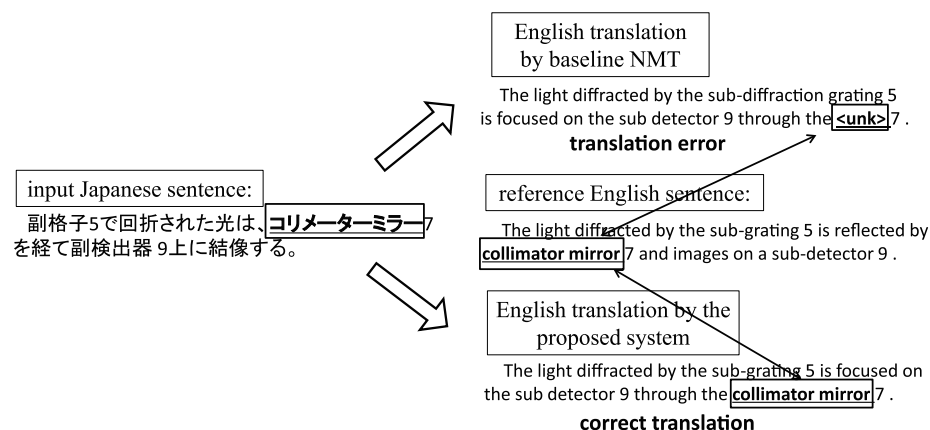 English translation
by baseline NMT
The light diffracted by the sub-diffraction grating 5
is focused on the sub detector 9 through the <unk> 7 .
translation error
input Japanese sentence:
副格子5で回折された光は、コリメーターミラー7
を経て副検出器 9上に結像する。
reference English sentence:
The light diffracted by the sub-grating 5 is reflected by
collimator mirror 7 and images on a sub-detector 9 .
English translation by the
proposed system
The light diffracted by the sub-grating 5 is focused on
the sub detector 9 through the collimator mirror 7 .
correct translation